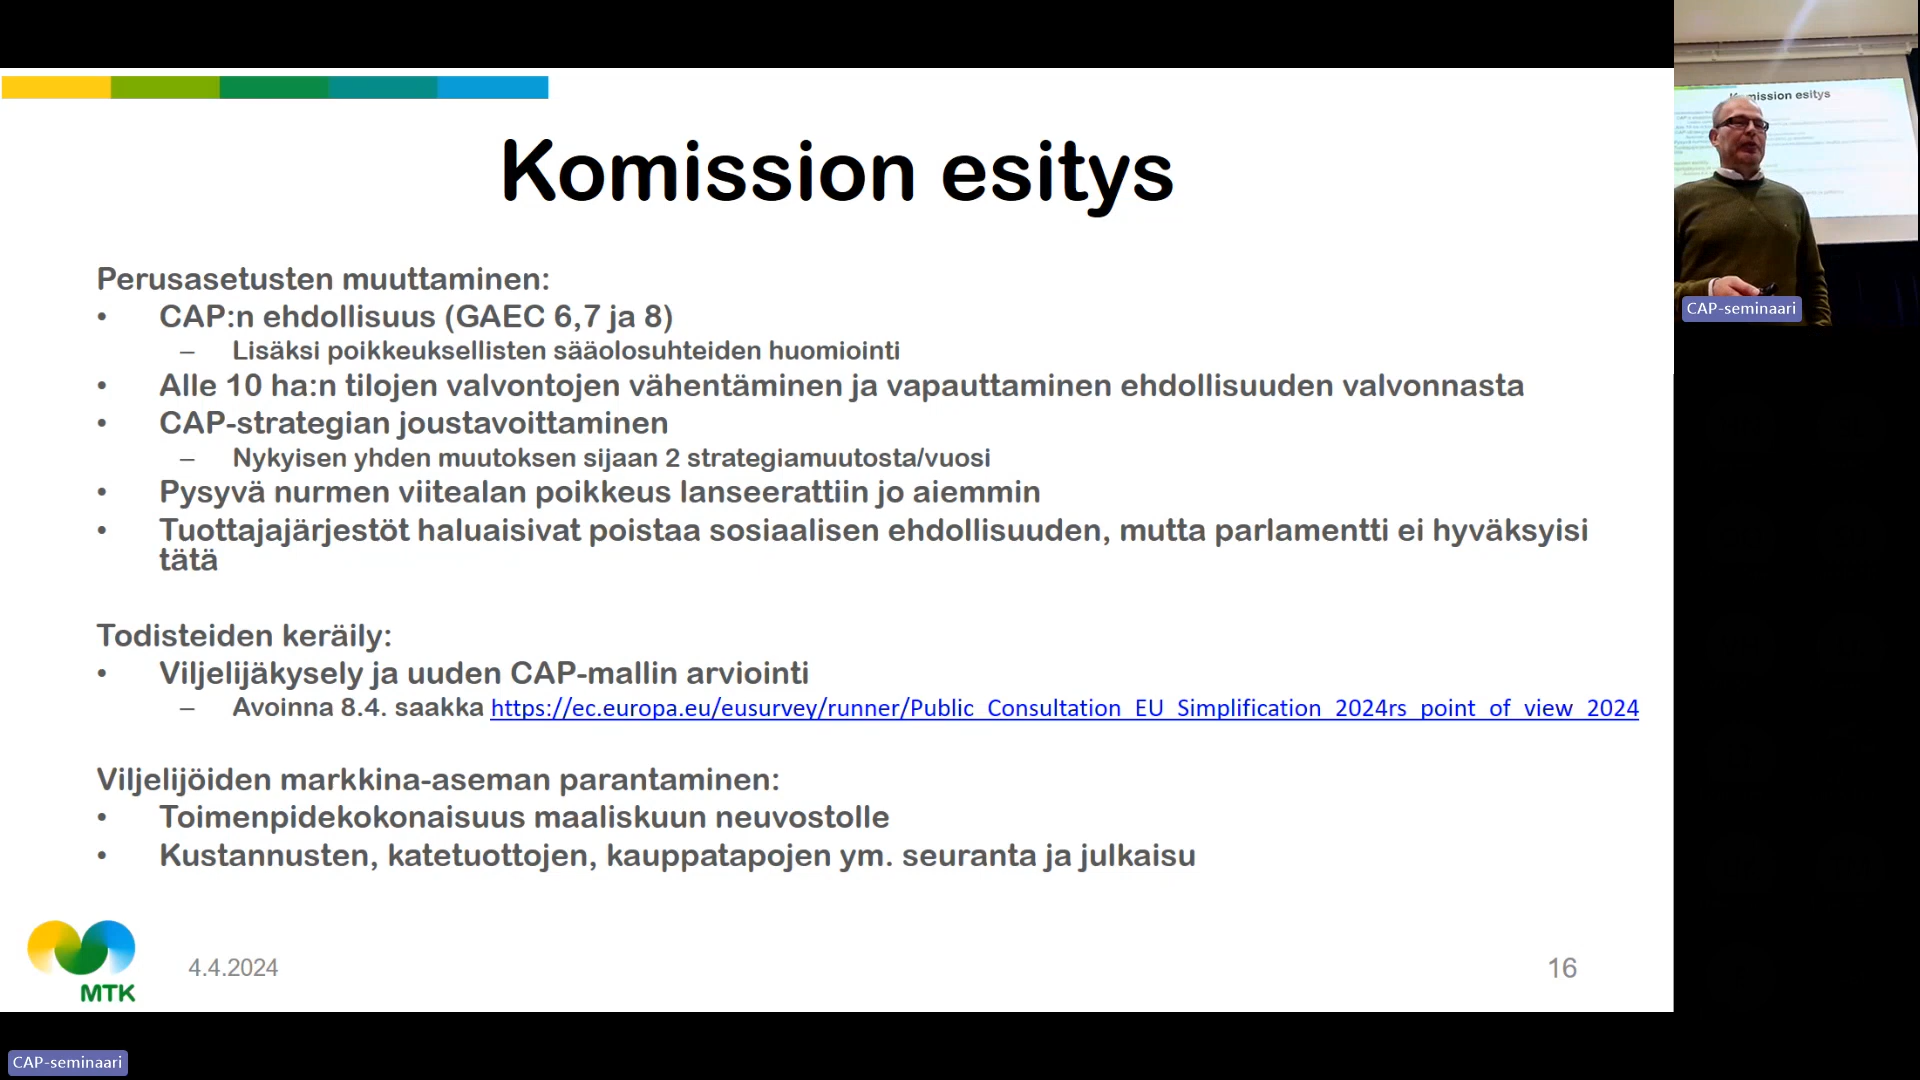 Komission esitys
Perusasetusten muuttaminen:
• CAP:n ehdollisuus (GAEC 6,7 ja 8)
– Lisäksi poikkeuksellisten sääolosuhteiden huomiointi
• Alle 10 ha:n tilojen valvontojen vähentäminen ja vapauttaminen ehdollisuuden valvonnasta
• CAP-strategian joustavoittaminen
– Nykyisen yhden muutoksen sijaan 2 strategiamuutosta/vuosi
• Pysyvä nurmen viitealan poikkeus lanseerattiin jo aiemmin
• Tuottajajärjestöt haluaisivat poistaa sosiaalisen ehdollisuuden, mutta parlamentti ei hyväksyisi
tätä
Todisteiden keräily:
• Viljelijäkysely ja uuden CAP-mallin arviointi
– Avoinna 8.4. saakka https://ec.europa.eu/eusurvey/runner/Public_Consultation_EU_Simplification_2024rs_point_of_view_2024
Viljelijöiden markkina-aseman parantaminen:
• Toimenpidekokonaisuus maaliskuun neuvostolle
• Kustannusten, katetuottojen, kauppatapojen ym. seuranta ja julkaisu
MTK
4.4.2024
16
CAP-seminaari
esitys
CAP-seminaari